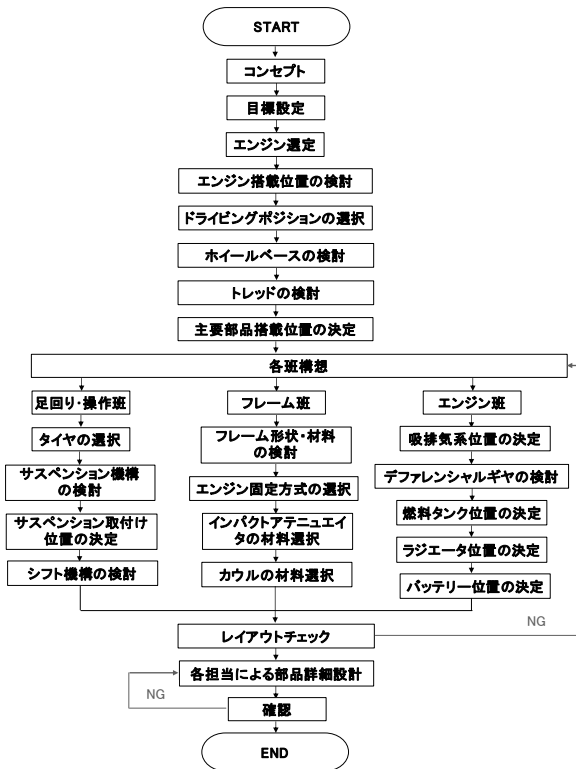 START
コンセプト
目標設定
エンジン選定
エンジン搭載位置の検討
ドライビングポジションの選択
ホイールベースの検討
トレッドの検討
主要部品搭載位置の決定
各班構想
足回り・操作班
タイヤの選択
サスペンション機構
の検討
サスペンション取付け
位置の決定
シフト機構の検討
フレーム班
フレーム形状・材料
の検討
エンジン固定方式の選択
インパクトアテニュエイ
タの材料選択
カウルの材料選択
エンジン班
吸排気系位置の決定
デファレンシャルギヤの検討
燃料タンク位置の決定
ラジエータ位置の決定
バッテリー位置の決定
レイアウトチェック
NG
各担当による部品詳細設計
NG
確認
END